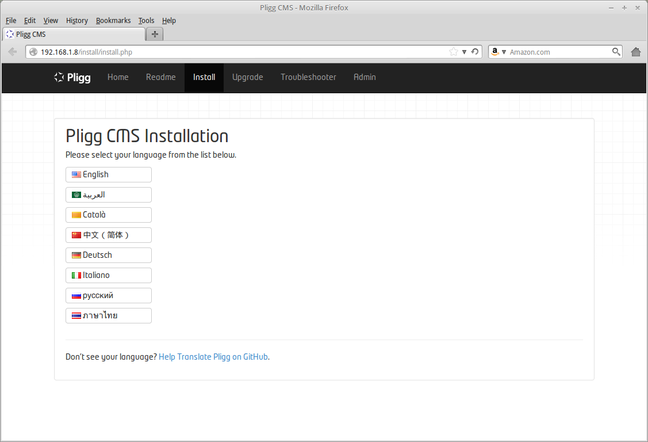 Pligg CMS - Mozilla Firefox
File Edit View History Bookmarks Tools Help
Pligg CMS
192.168.1.8/install/install.php
Amazon.com
Pligg Home Readme Install Upgrade Troubleshooter Admin
Pligg CMS Installation
Please select your language from the list below.
English
العربية
Català
中文（简体）
Deutsch
Italiano
русский
ภาษาไทย
Don't see your language? Help Translate Pligg on GitHub.